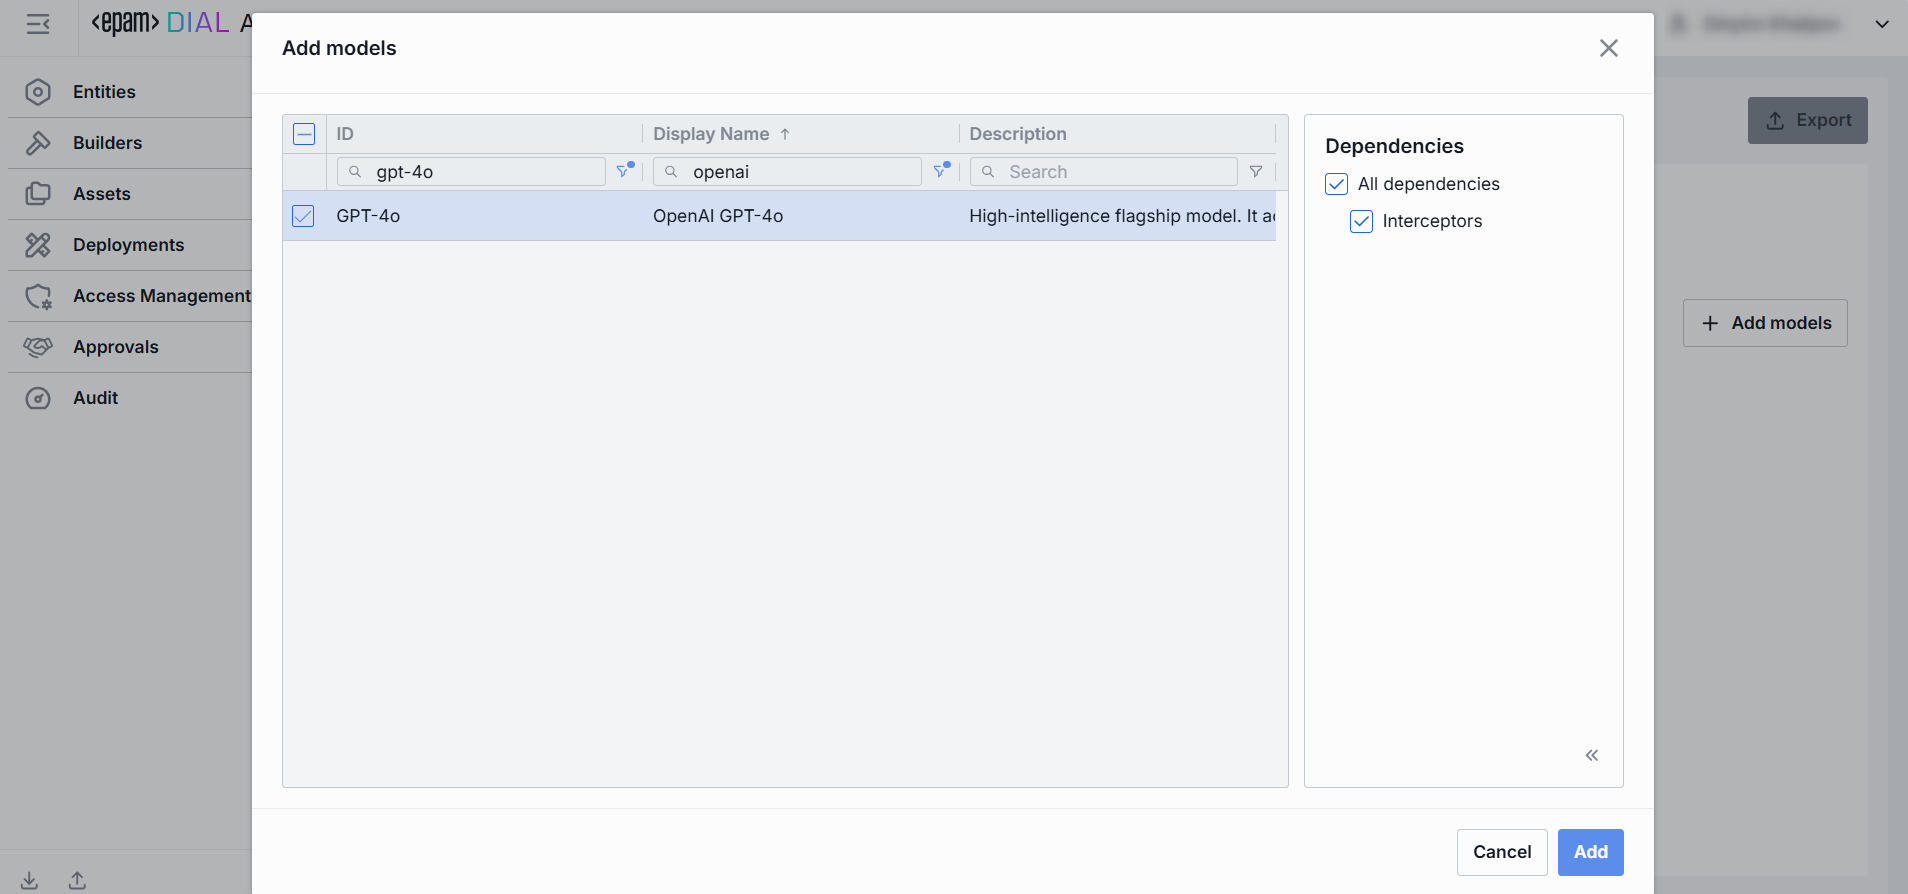 <epam> DIAL A
Add models
Entities
Builders
Assets
Deployments
Access Management
Approvals
Audit
ID
Display Name
Description
gpt-4o
openai
Search
GPT-4o
OpenAI GPT-4o
High-intelligence flagship model. It a
Dependencies
All dependencies
Interceptors
Export
Add models
Cancel
Add